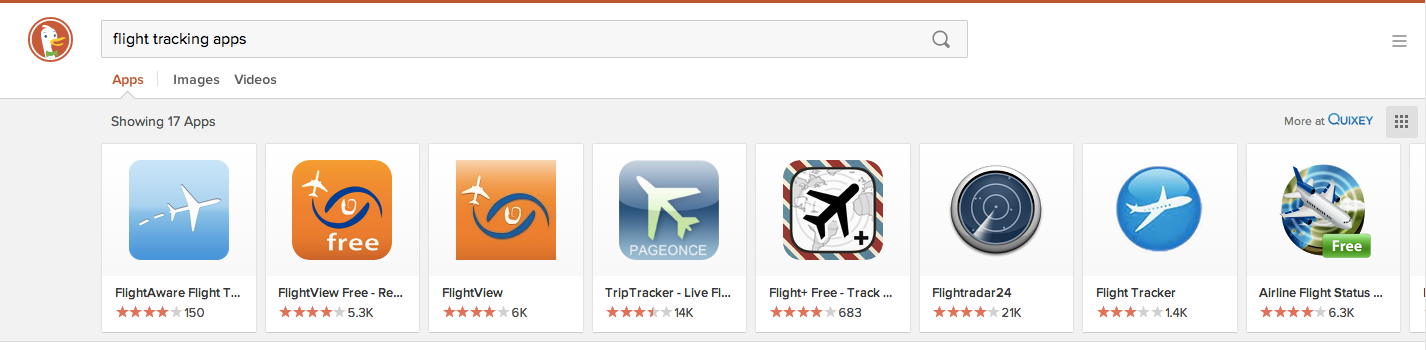 flight tracking apps
Apps Images Videos
Showing 17 Apps
More at QUIXEY
free
PAGEONCE
+
Free
FlightAware Flight T...
FlightView Free - Re...
FlightView
TripTracker - Live Fl...
Flight+ Free - Track ...
Flightradar24
Flight Tracker
Airline Flight Status ...
150
5.3K
6K
14K
683
21K
1.4K
6.3K